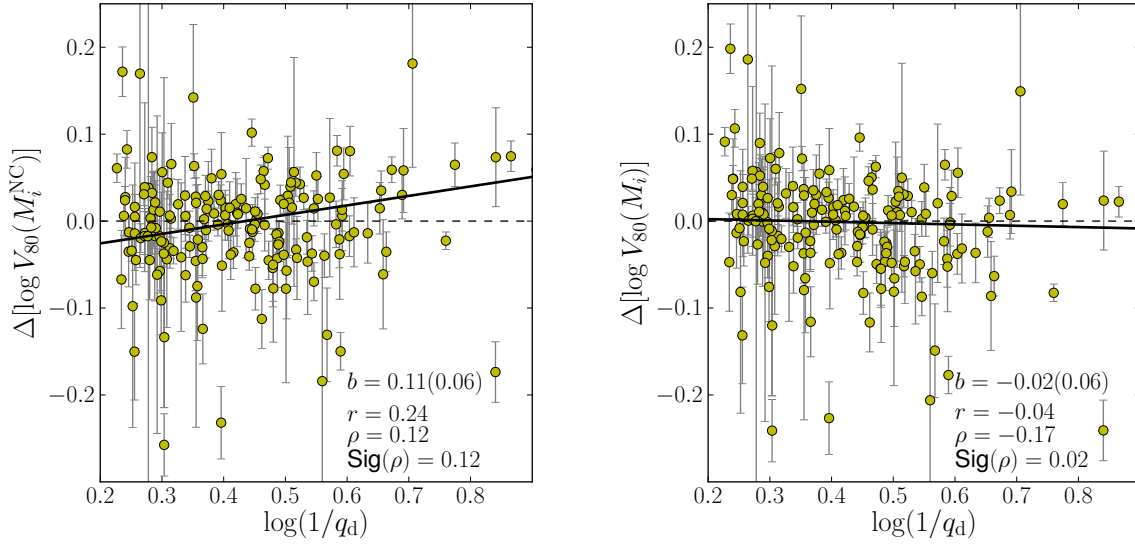 0.2
0.1
0.0
−0.1
−0.2
Δ[log V₈₀(Mᵢᴺᶜ)]
b = 0.11(0.06)
r = 0.24
ρ = 0.12
Sig(ρ) = 0.12
0.2 0.3 0.4 0.5 0.6 0.7 0.8
log(1/q_d)
0.2
0.1
0.0
−0.1
−0.2
Δ[log V₈₀(Mᵢ)]
b = −0.02(0.06)
r = −0.04
ρ = −0.17
Sig(ρ) = 0.02
0.2 0.3 0.4 0.5 0.6 0.7 0.8
log(1/q_d)